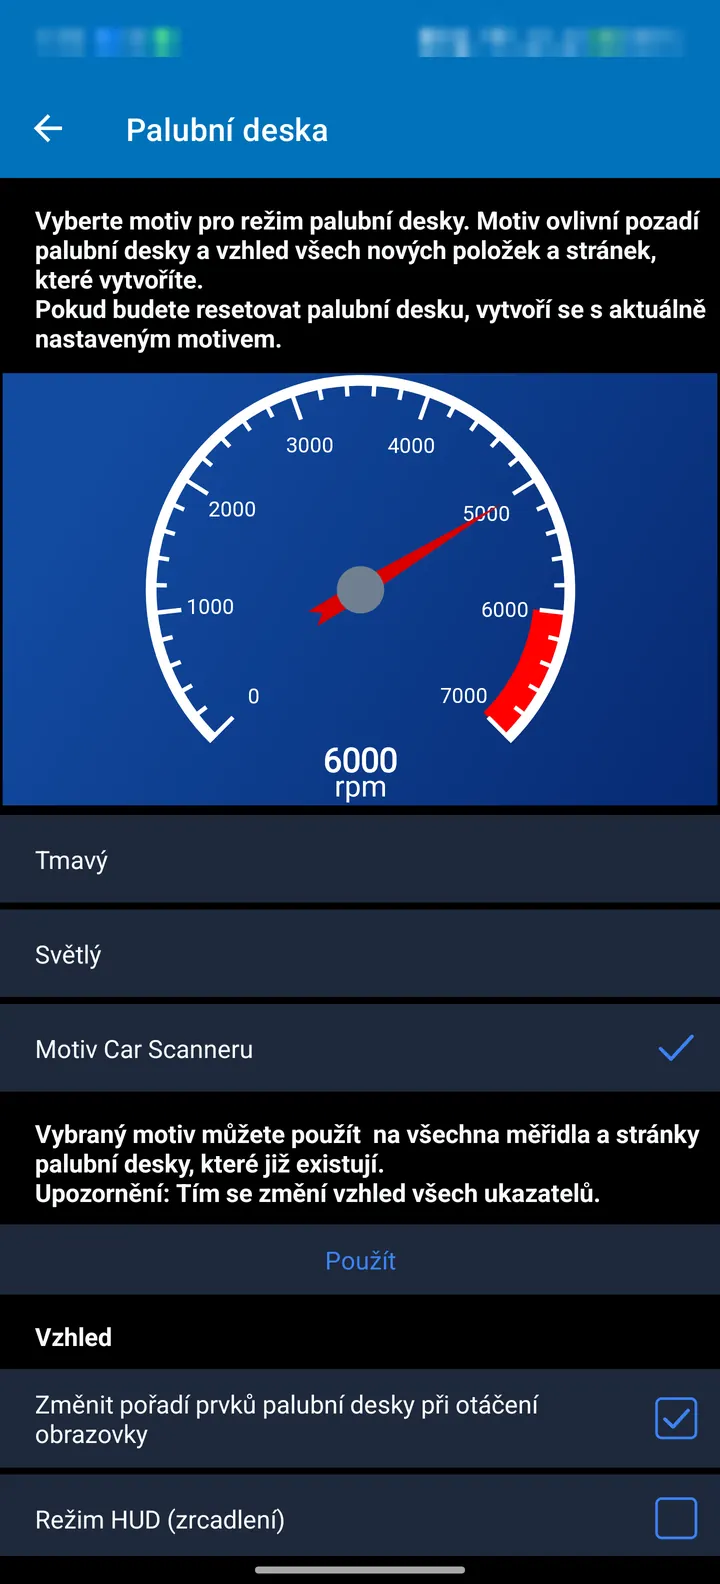 Palubní deska
Vyberte motiv pro režim palubní desky. Motiv ovlivní pozadí
palubní desky a vzhled všech nových položek a stránek,
které vytvoříte.
Pokud budete resetovat palubní desku, vytvoří se s aktuálně
nastaveným motivem.
3000 4000
2000 5000
1000 6000
0 7000
6000
rpm
Tmavý
Světlý
Motiv Car Scanneru
Vybraný motiv můžete použít  na všechna měřidla a stránky
palubní desky, které již existují.
Upozornění: Tím se změní vzhled všech ukazatelů.
Použít
Vzhled
Změnit pořadí prvků palubní desky při otáčení
obrazovky
Režim HUD (zrcadlení)